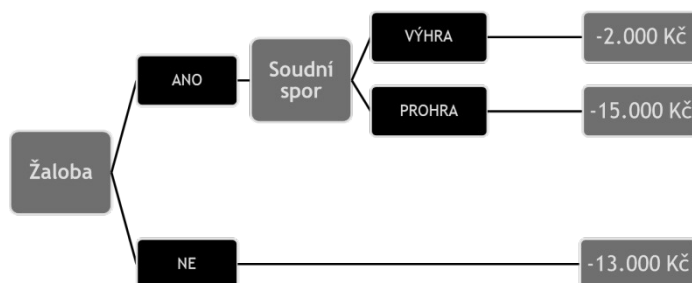 VÝHRA
-2.000 Kč
ANO
Soudní
spor
PROHRA
-15.000 Kč
Žaloba
NE
-13.000 Kč